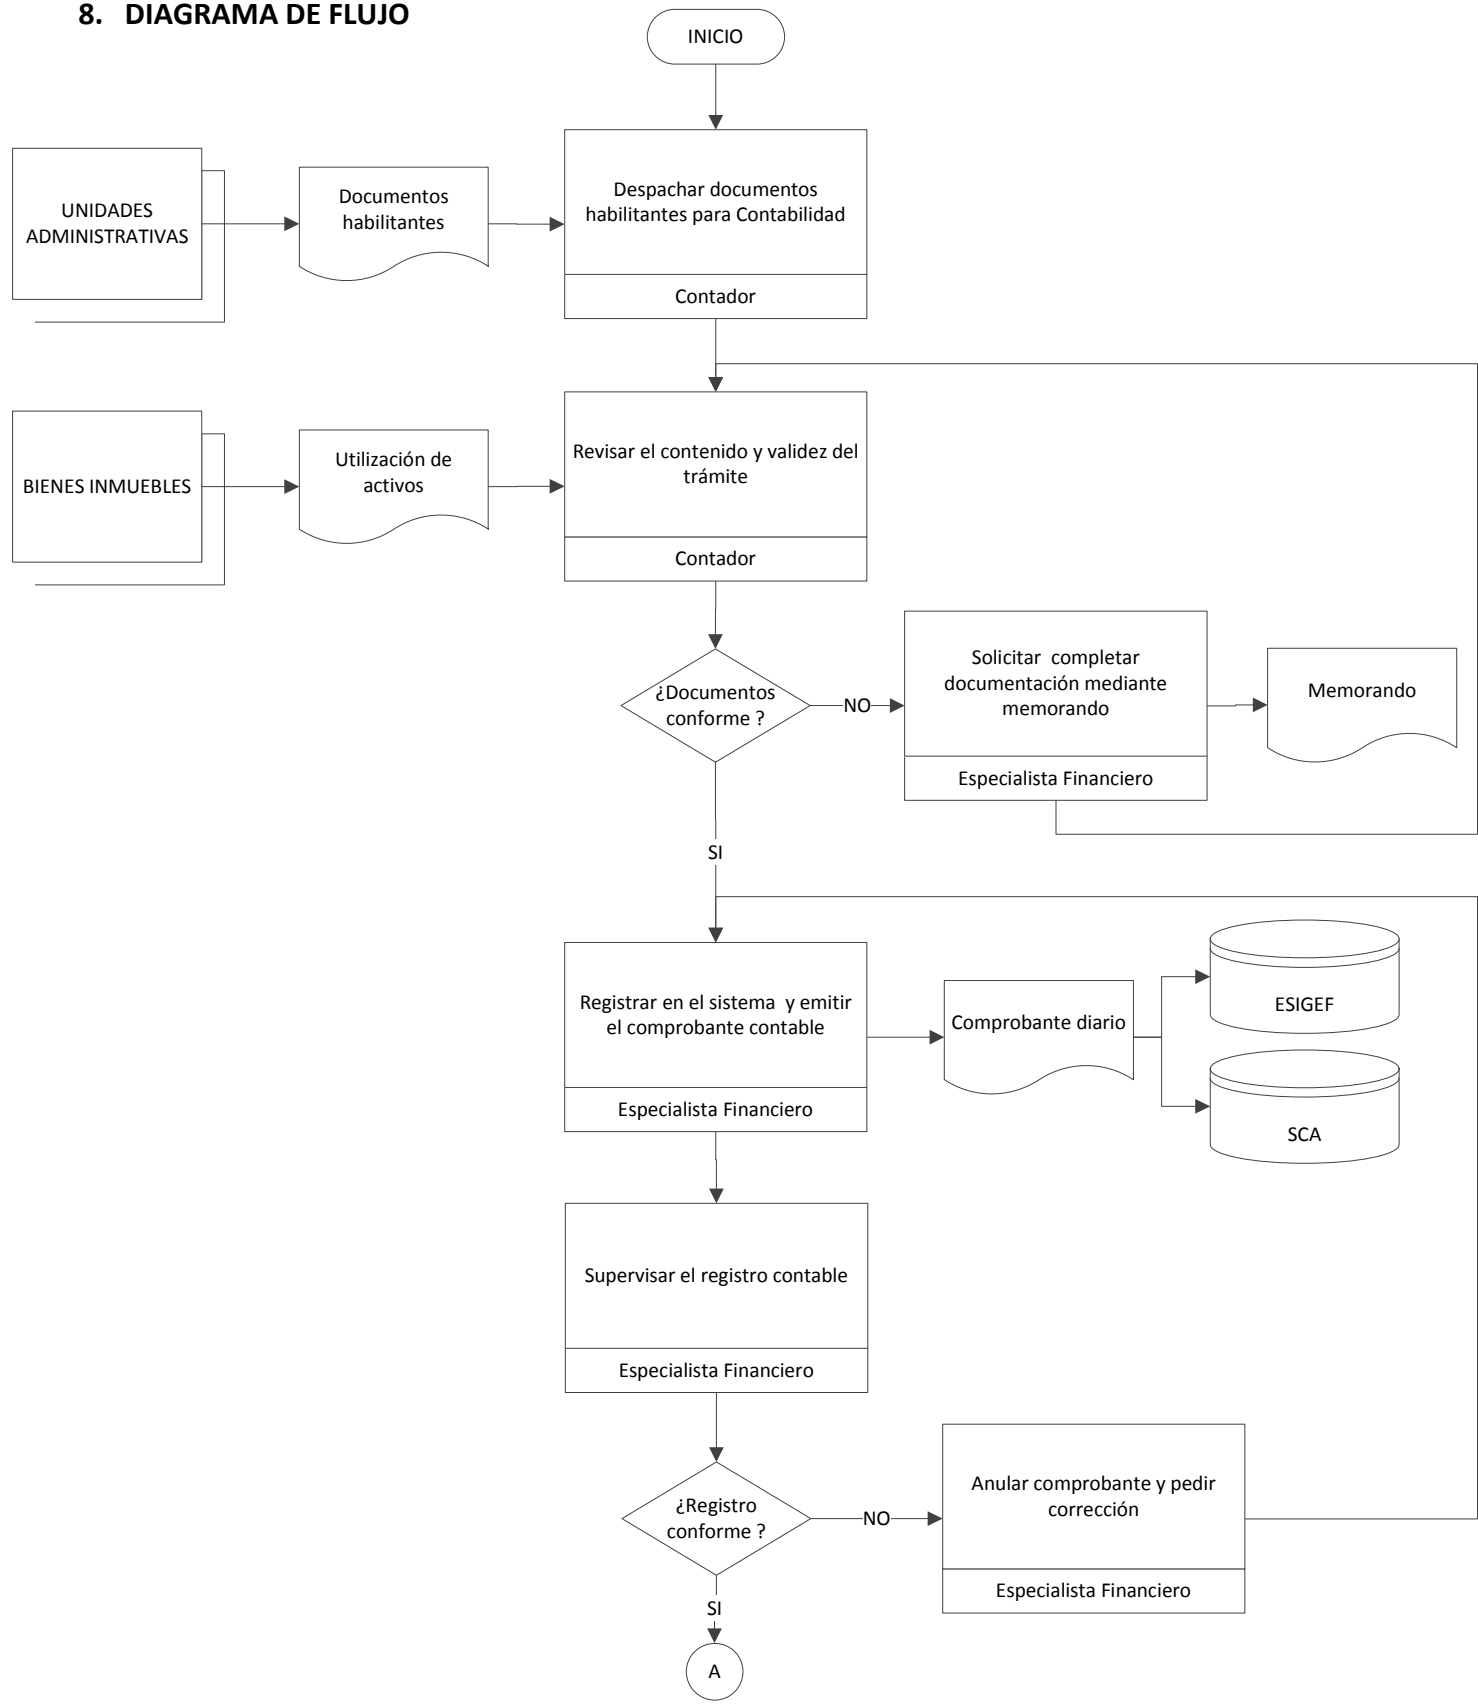 8. DIAGRAMA DE FLUJO
INICIO
UNIDADES
ADMINISTRATIVAS
Documentos
habilitantes
Despachar documentos
habilitantes para Contabilidad
Contador
BIENES INMUEBLES
Utilización de
activos
Revisar el contenido y validez del
trámite
Contador
¿Documentos
conforme ?
NO
Solicitar completar
documentación mediante
memorando
Especialista Financiero
Memorando
SI
Registrar en el sistema y emitir
el comprobante contable
Especialista Financiero
Comprobante diario
ESIGEF
SCA
Supervisar el registro contable
Especialista Financiero
¿Registro
conforme ?
NO
Anular comprobante y pedir
corrección
Especialista Financiero
SI
A